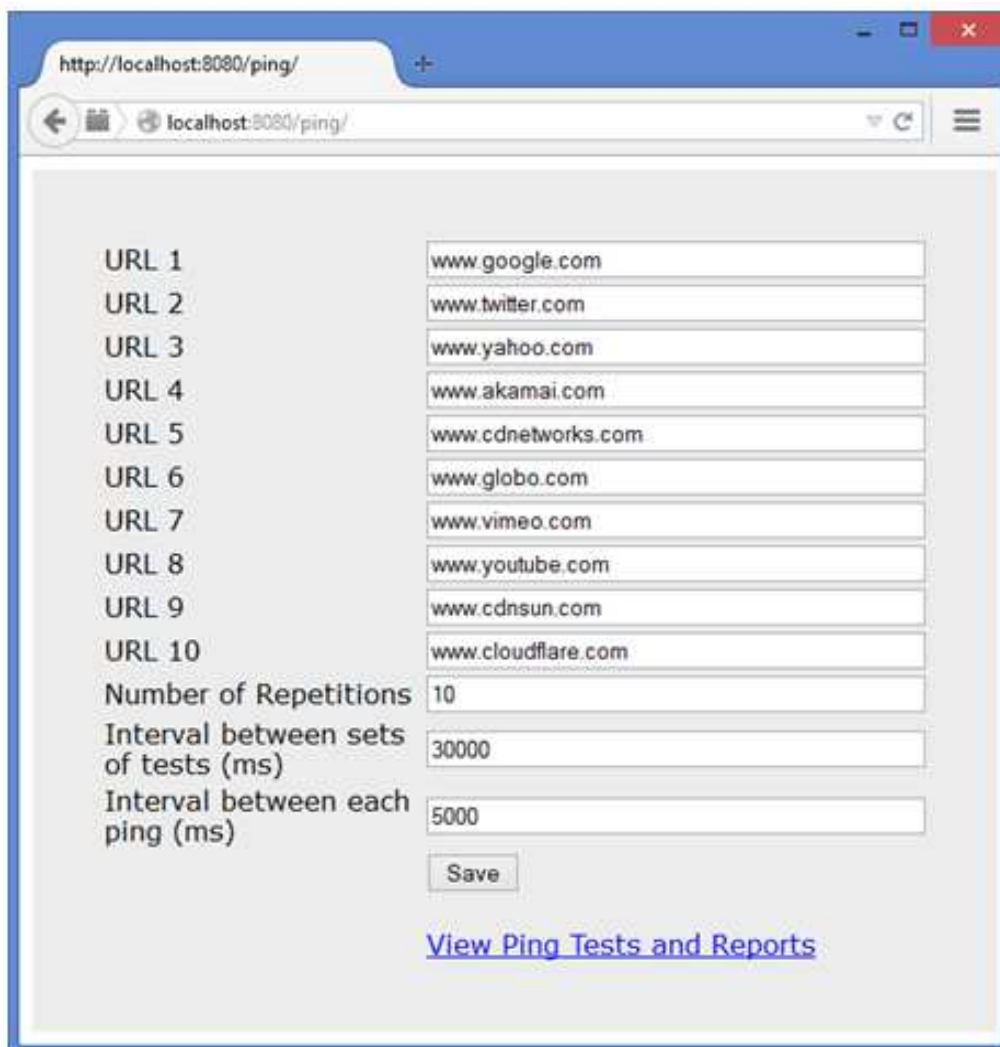 http://localhost:8080/ping/
localhost:8080/ping/
URL 1 www.google.com
URL 2 www.twitter.com
URL 3 www.yahoo.com
URL 4 www.akamai.com
URL 5 www.cdnetworks.com
URL 6 www.globo.com
URL 7 www.vimeo.com
URL 8 www.youtube.com
URL 9 www.cdnsun.com
URL 10 www.cloudflare.com
Number of Repetitions 10
Interval between sets
of tests (ms) 30000
Interval between each
ping (ms) 5000
Save
View Ping Tests and Reports